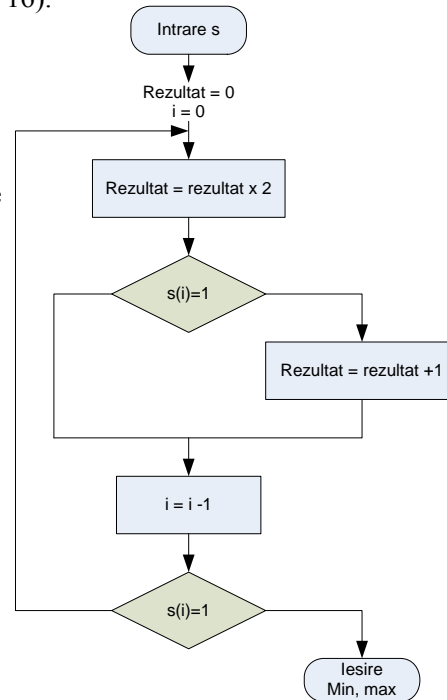 16).
Intrare s
Rezultat = 0
i = 0
Rezultat = rezultat x 2
s(i)=1
Rezultat = rezultat +1
i = i -1
s(i)=1
Iesire
Min, max